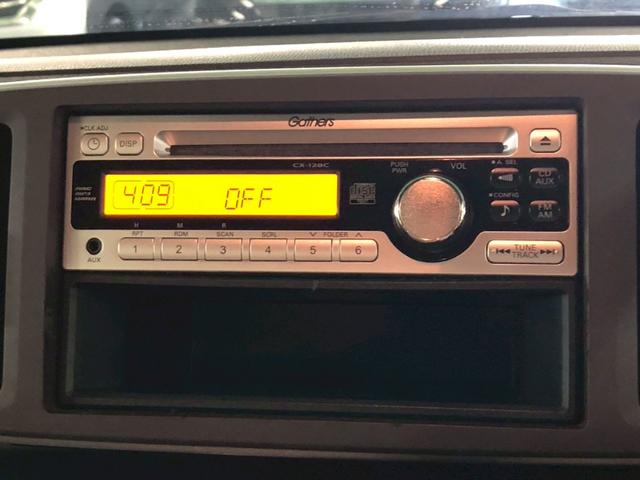 Gathers
✱CLK ADJ
DISP
CX-128C
PUSH
PWR
VOL
✱A.SEL
CD
AUX
✱CONFIG
FM
AM
409 OFF
AUX
H M R
RPT RDM SCAN SCRL ∨ FOLDER ∧
1 2 3 4 5 6
TUNE
TRACK